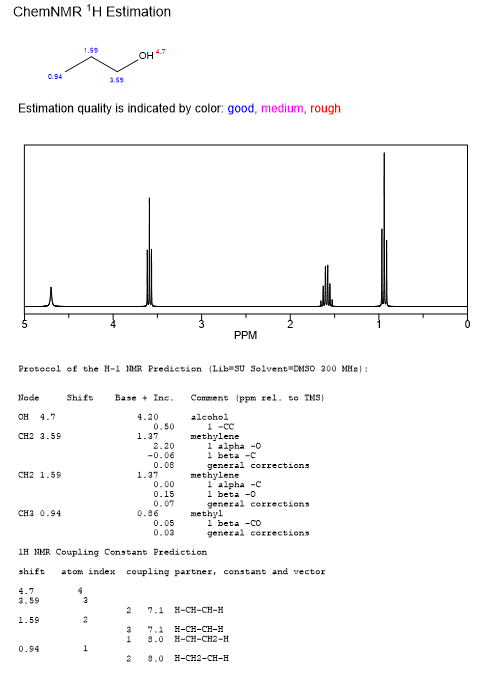 ChemNMR ¹H Estimation
1.59
OH 4.7
0.94
3.59
Estimation quality is indicated by color: good, medium, rough
5 4 3 2 1 0
PPM
Protocol of the H-1 NMR Prediction (Lib=SU Solvent=DMSO 300 MHz):
Node Shift Base + Inc. Comment (ppm rel. to TMS)
OH 4.7 4.20 alcohol
0.50 1 -CC
CH2 3.59 1.37 methylene
2.20 1 alpha -O
-0.06 1 beta -C
0.08 general corrections
CH2 1.59 1.37 methylene
0.00 1 alpha -C
0.15 1 beta -O
0.07 general corrections
CH3 0.94 0.86 methyl
0.05 1 beta -CO
0.03 general corrections
1H NMR Coupling Constant Prediction
shift atom index coupling partner, constant and vector
4.7 4
3.59 3
2 7.1 H-CH-CH-H
1.59 2
3 7.1 H-CH-CH-H
1 8.0 H-CH-CH2-H
0.94 1
2 8.0 H-CH2-CH-H